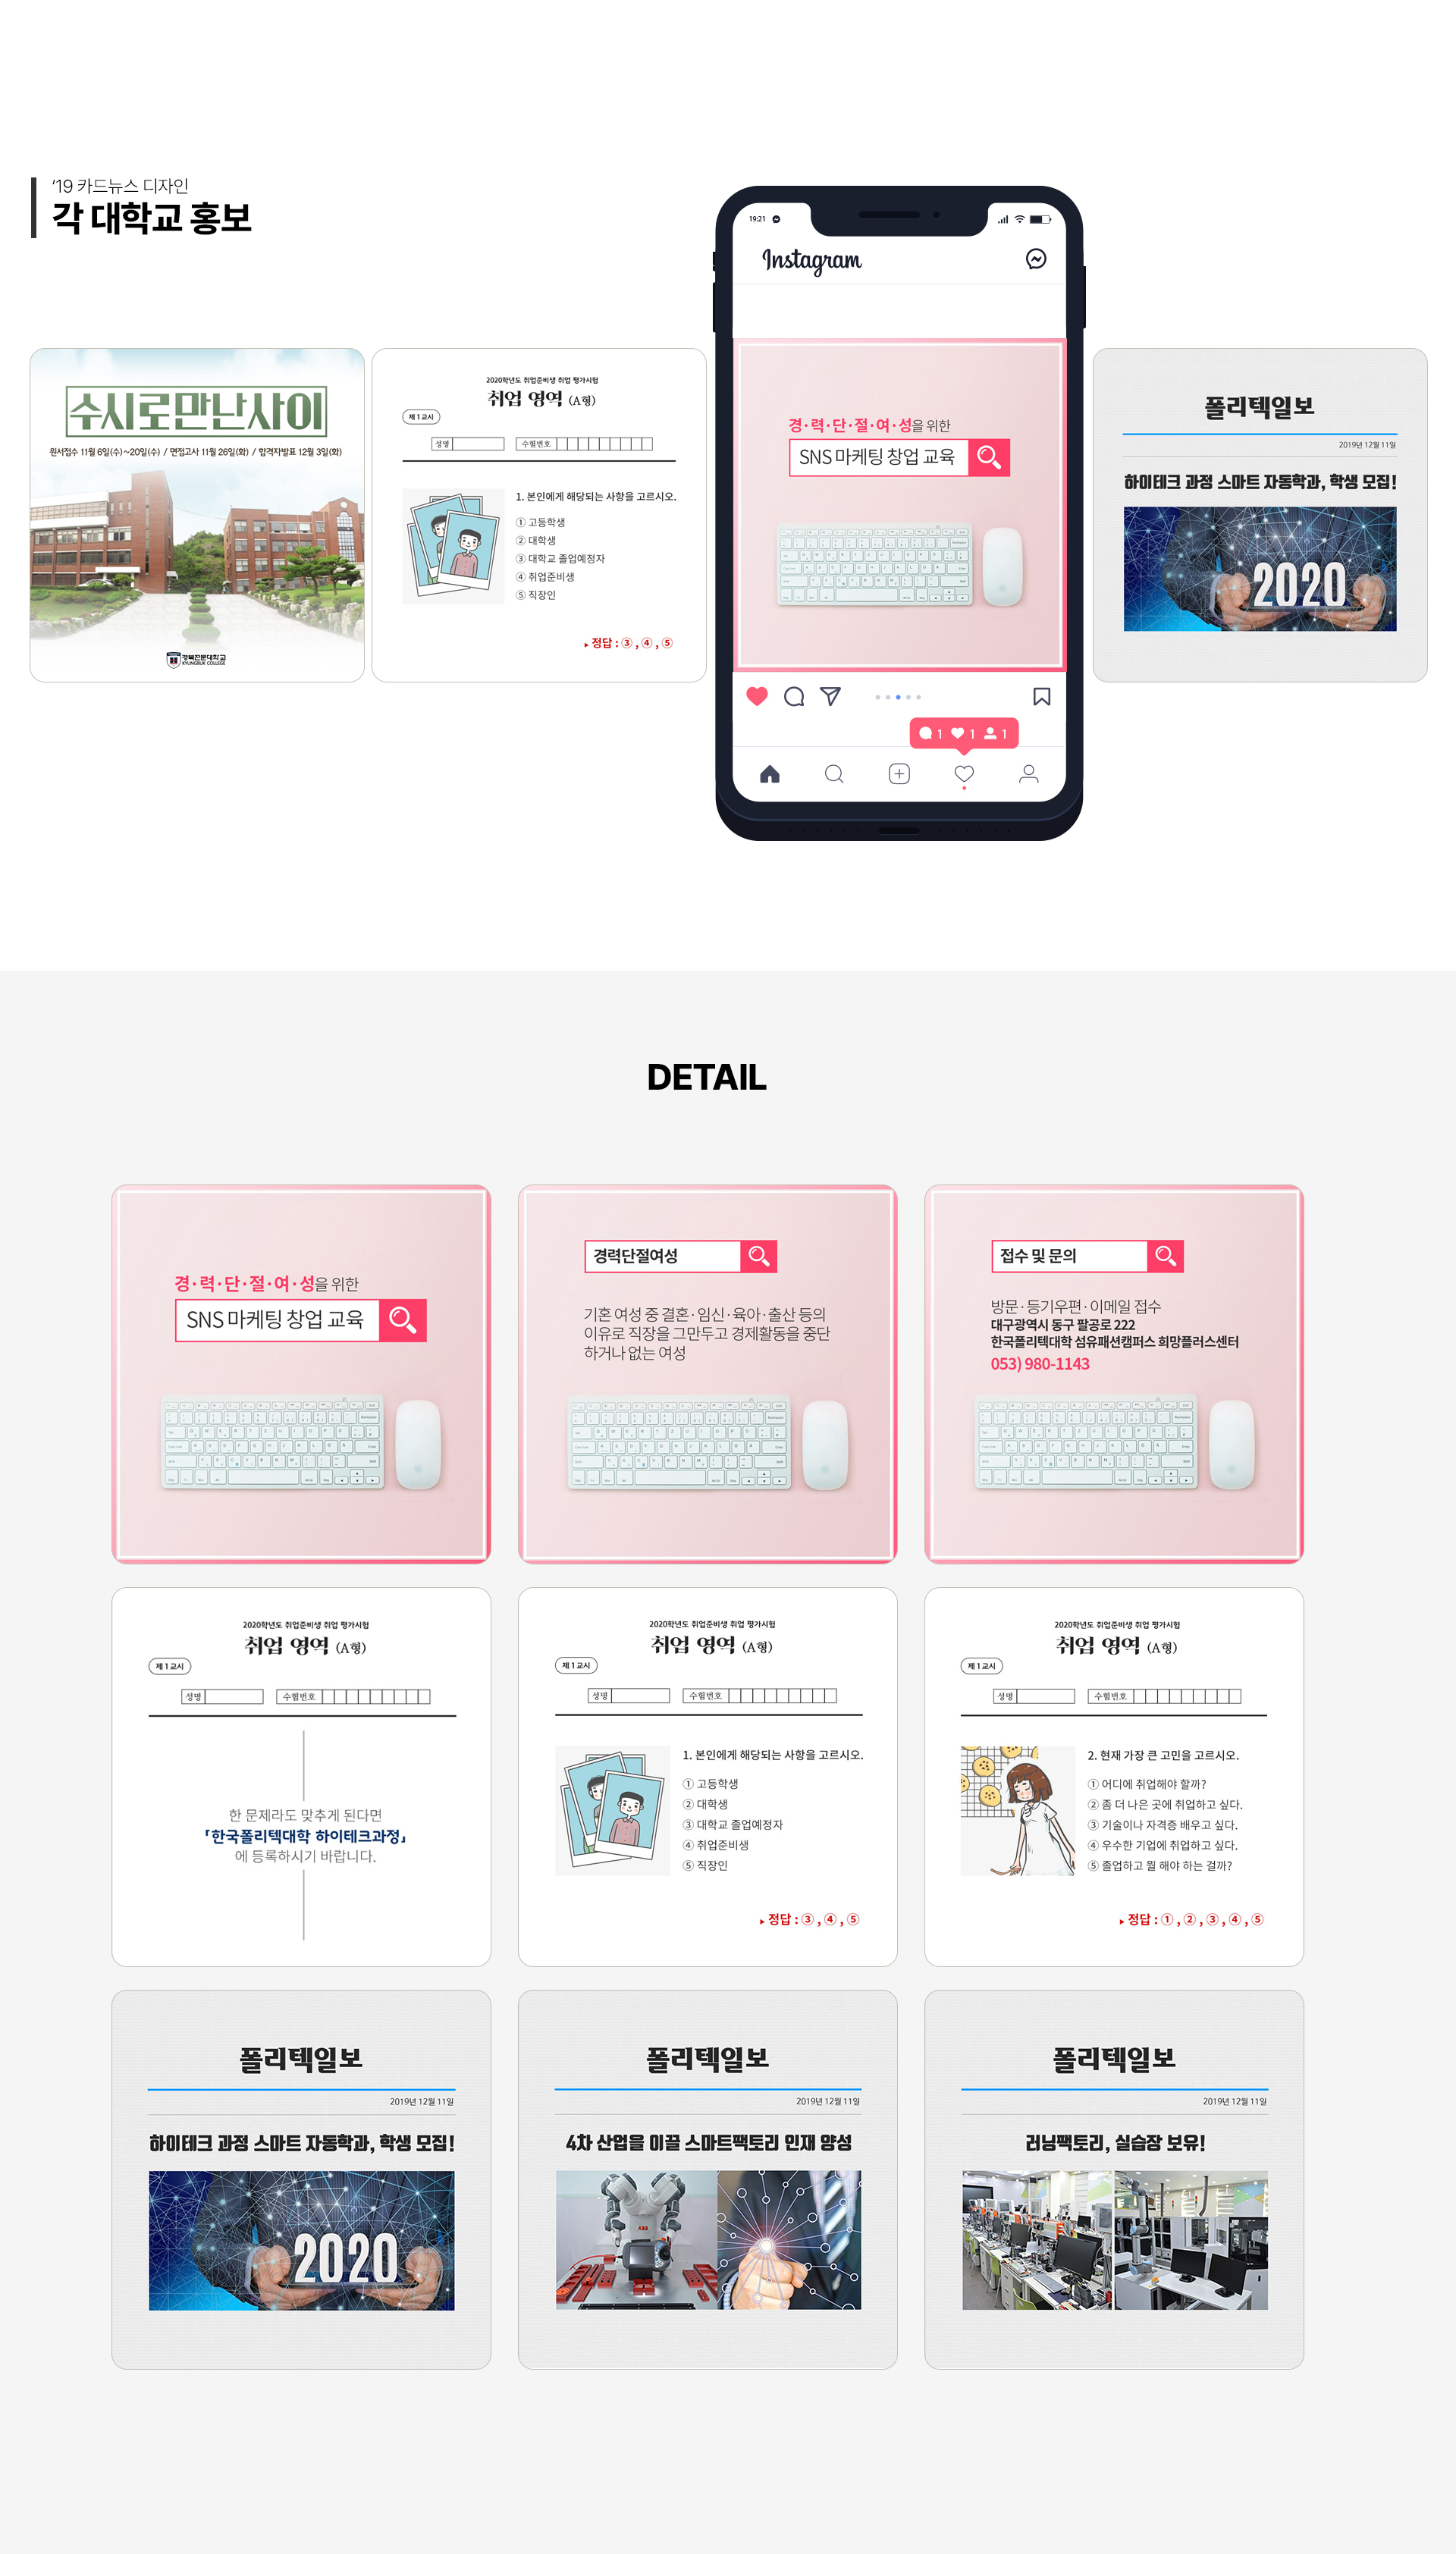 '19 카드뉴스 디자인
각 대학교 홍보
수시로만난사이
원서접수 11월 6일(수)~20일(수) / 면접고사 11월 26일(화) / 합격자발표 12월 3일(화)
경북전문대학교
KYUNGBUK COLLEGE
2020학년도 취업준비생 취업 평가시험
취업 영역 (A형)
제 1 교시
성명
수험번호
1. 본인에게 해당되는 사항을 고르시오.
① 고등학생
② 대학생
③ 대학교 졸업예정자
④ 취업준비생
⑤ 직장인
▸ 정답 : ③ , ④ , ⑤
19:21
Instagram
경·력·단·절·여·성을 위한
SNS 마케팅 창업 교육
1 1 1
폴리텍일보
2019년 12월 11일
하이테크 과정 스마트 자동학과, 학생 모집!
2020
DETAIL
경·력·단·절·여·성을 위한
SNS 마케팅 창업 교육
경력단절여성
기혼 여성 중 결혼·임신·육아·출산 등의
이유로 직장을 그만두고 경제활동을 중단
하거나 없는 여성
접수 및 문의
방문·등기우편·이메일 접수
대구광역시 동구 팔공로 222
한국폴리텍대학 섬유패션캠퍼스 희망플러스센터
053) 980-1143
2020학년도 취업준비생 취업 평가시험
취업 영역 (A형)
제 1 교시
성명
수험번호
한 문제라도 맞추게 된다면
「한국폴리텍대학 하이테크과정」
에 등록하시기 바랍니다.
2020학년도 취업준비생 취업 평가시험
취업 영역 (A형)
제 1 교시
성명
수험번호
1. 본인에게 해당되는 사항을 고르시오.
① 고등학생
② 대학생
③ 대학교 졸업예정자
④ 취업준비생
⑤ 직장인
▸ 정답 : ③ , ④ , ⑤
2020학년도 취업준비생 취업 평가시험
취업 영역 (A형)
제 1 교시
성명
수험번호
2. 현재 가장 큰 고민을 고르시오.
① 어디에 취업해야 할까?
② 좀 더 나은 곳에 취업하고 싶다.
③ 기술이나 자격증 배우고 싶다.
④ 우수한 기업에 취업하고 싶다.
⑤ 졸업하고 뭘 해야 하는 걸까?
▸ 정답 : ① , ② , ③ , ④ , ⑤
폴리텍일보
2019년 12월 11일
하이테크 과정 스마트 자동학과, 학생 모집!
2020
폴리텍일보
2019년 12월 11일
4차 산업을 이끌 스마트팩토리 인재 양성
ABB
폴리텍일보
2019년 12월 11일
러닝팩토리, 실습장 보유!